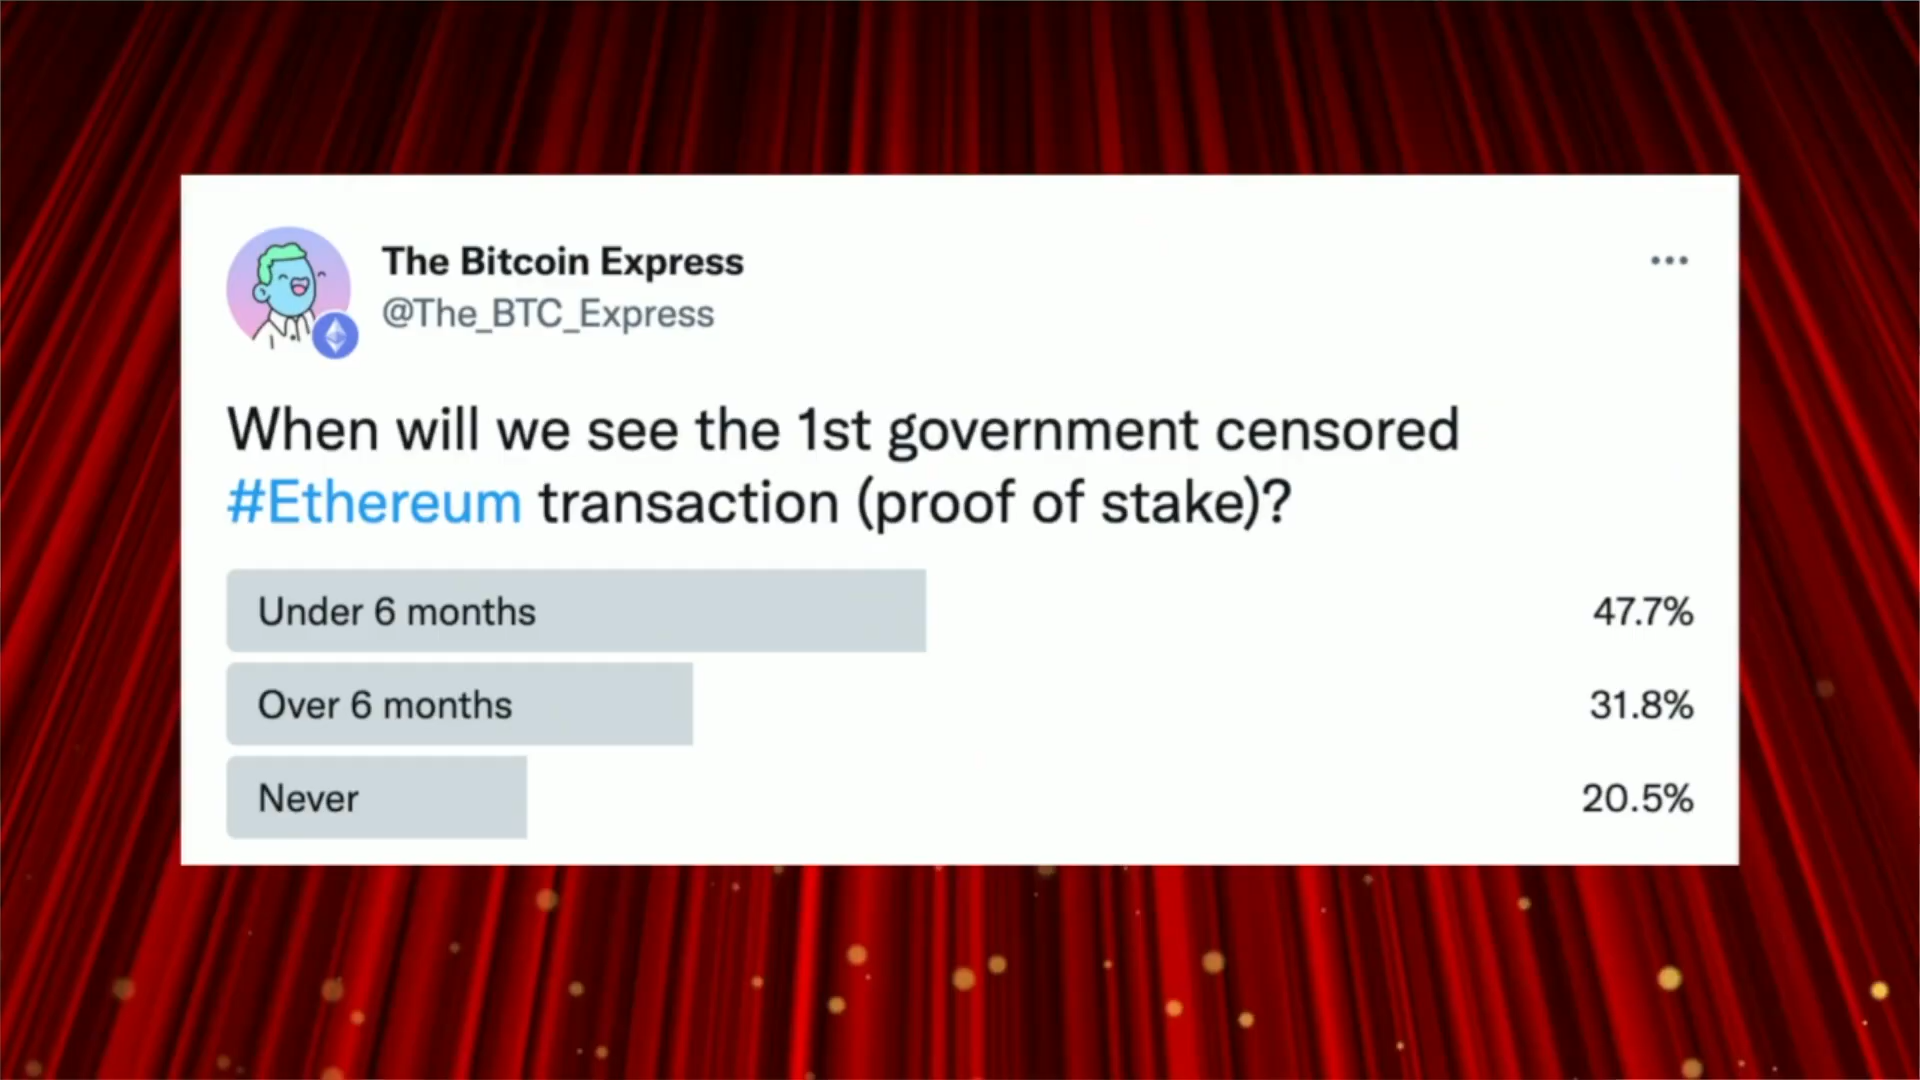 The Bitcoin Express
@The_BTC_Express
When will we see the 1st government censored
#Ethereum transaction (proof of stake)?
Under 6 months 47.7%
Over 6 months 31.8%
Never 20.5%